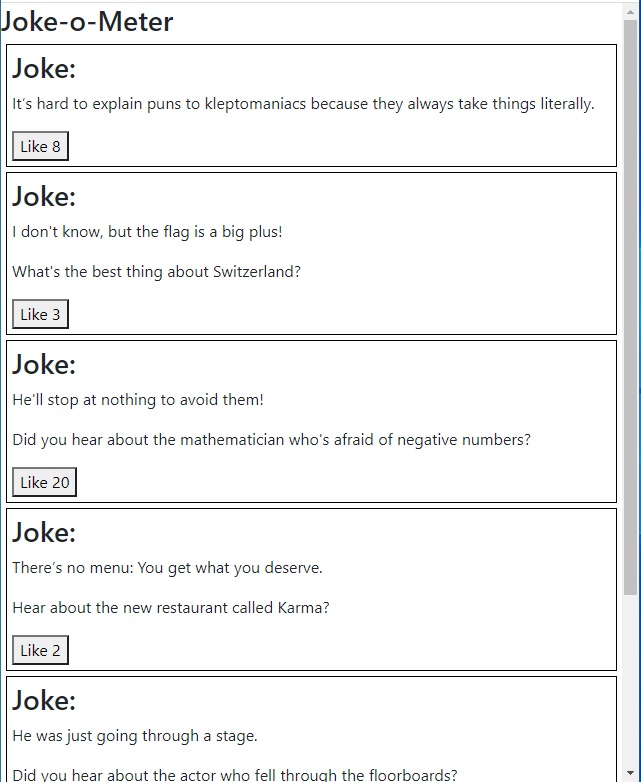 Joke-o-Meter
Joke:
It's hard to explain puns to kleptomaniacs because they always take things literally.
Like 8
Joke:
I don't know, but the flag is a big plus!
What's the best thing about Switzerland?
Like 3
Joke:
He'll stop at nothing to avoid them!
Did you hear about the mathematician who's afraid of negative numbers?
Like 20
Joke:
There's no menu: You get what you deserve.
Hear about the new restaurant called Karma?
Like 2
Joke:
He was just going through a stage.
Did you hear about the actor who fell through the floorboards?